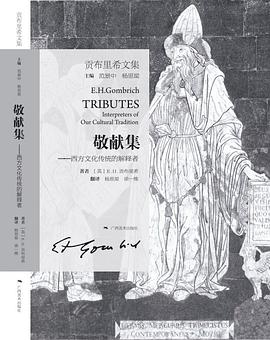 贡布里希文集
主编 范景中 杨思梁
E.H.Gombrich
TRIBUTES
Interpreters of
Our Cultural Tradition
敬献集
——西方文化传统的解释者
著者 [英] E.H.贡布里希
翻译 杨思梁 徐一维
广西美术出版社
贡布里希文集
敬献集
——西方文化传统的解释者
广西美术出版社